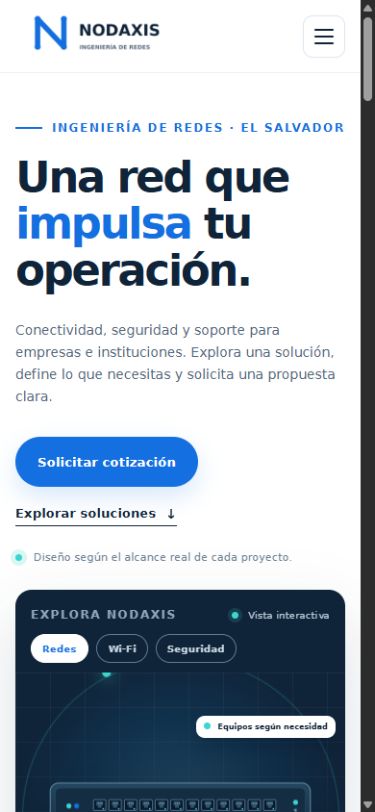 NODAXIS
INGENIERÍA DE REDES
INGENIERÍA DE REDES · EL SALVADOR
Una red que
impulsa tu
operación.
Conectividad, seguridad y soporte para
empresas e instituciones. Explora una solución,
define lo que necesitas y solicita una propuesta
clara.
Solicitar cotización
Explorar soluciones ↓
Diseño según el alcance real de cada proyecto.
EXPLORA NODAXIS
Vista interactiva
Redes
Wi-Fi
Seguridad
Equipos según necesidad